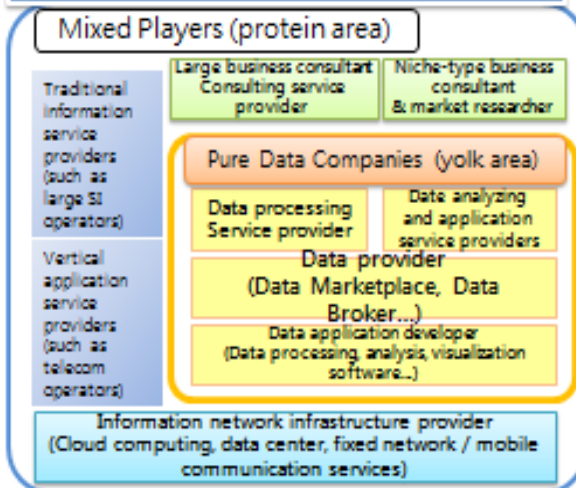 Mixed Players (protein area)
Traditional
information
service
providers
(such as
large SI
operators)
Vertical
application
service
providers
(such as
telecom
operators)
Large business consultant
Consulting service
provider
Niche-type business
consultant
& market researcher
Pure Data Companies (yolk area)
Data processing
Service provider
Date analyzing
and application
service providers
Data provider
(Data Marketplace, Data
Broker...)
Data application developer
(Data processing, analysis, visualization
software...)
Information network infrastructure provider
(Cloud computing, data center, fixed network / mobile
communication services)